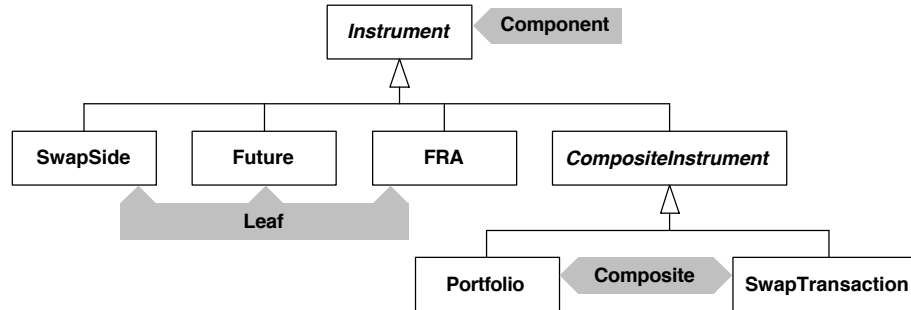 Instrument
Component
SwapSide
Future
FRA
CompositeInstrument
Leaf
Portfolio
Composite
SwapTransaction